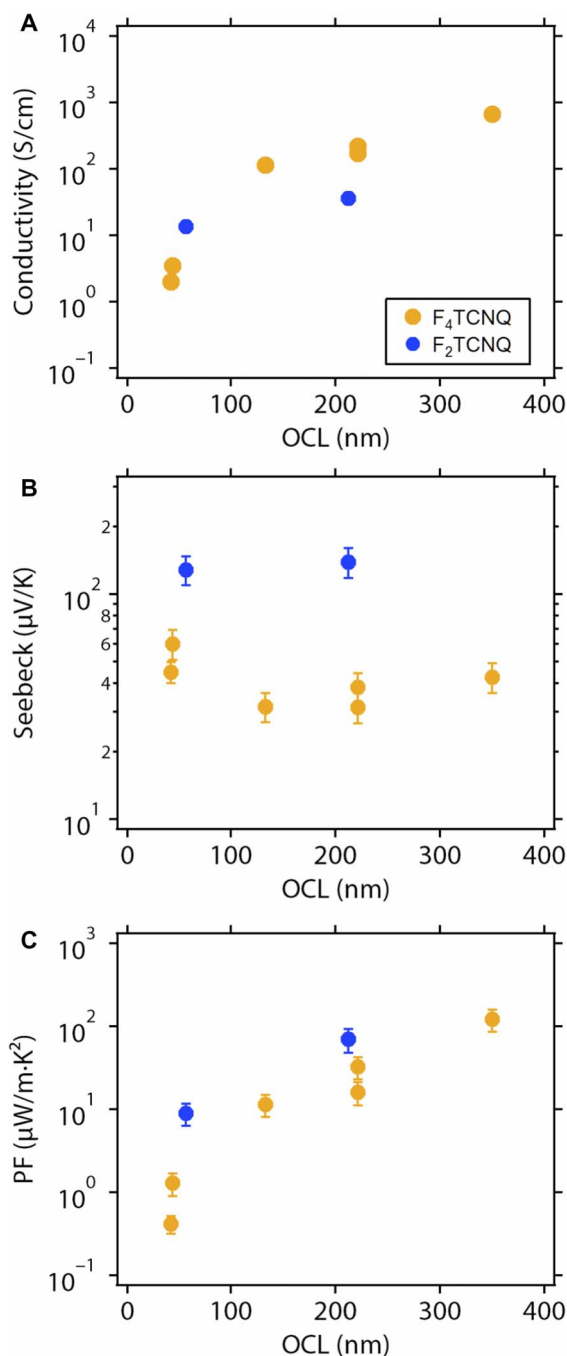 A
10⁴
10³
10²
10¹
10⁰
10⁻¹
Conductivity (S/cm)
F₄TCNQ
F₂TCNQ
0 100 200 300 400
OCL (nm)
B
2
10²
8
6
4
2
10¹
Seebeck (µV/K)
0 100 200 300 400
OCL (nm)
C
10³
10²
10¹
10⁰
10⁻¹
PF (µW/m·K²)
0 100 200 300 400
OCL (nm)